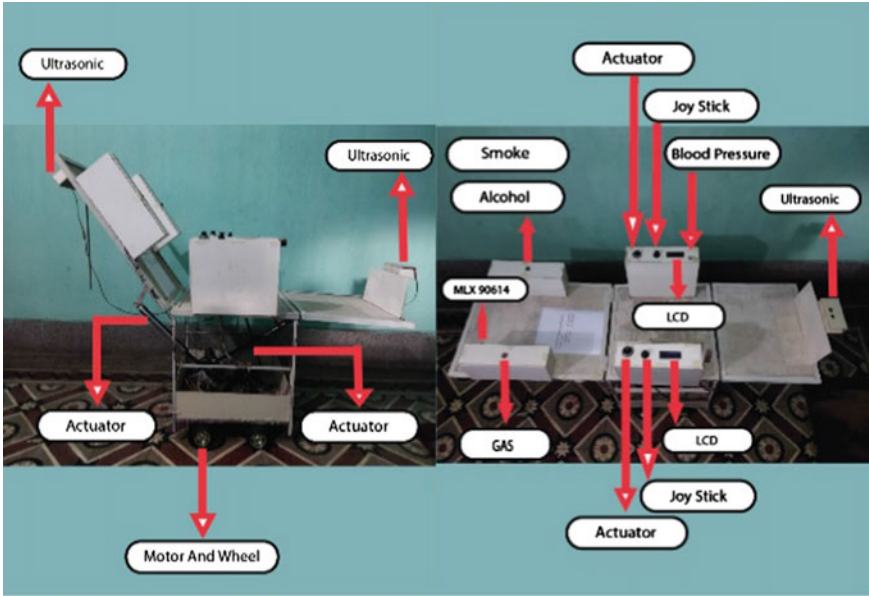 Ultrasonic
Ultrasonic
Actuator
Actuator
Motor And Wheel
Actuator
Joy Stick
Smoke
Blood Pressure
Alcohol
Ultrasonic
MLX 90614
LCD
GAS
LCD
Joy Stick
Actuator